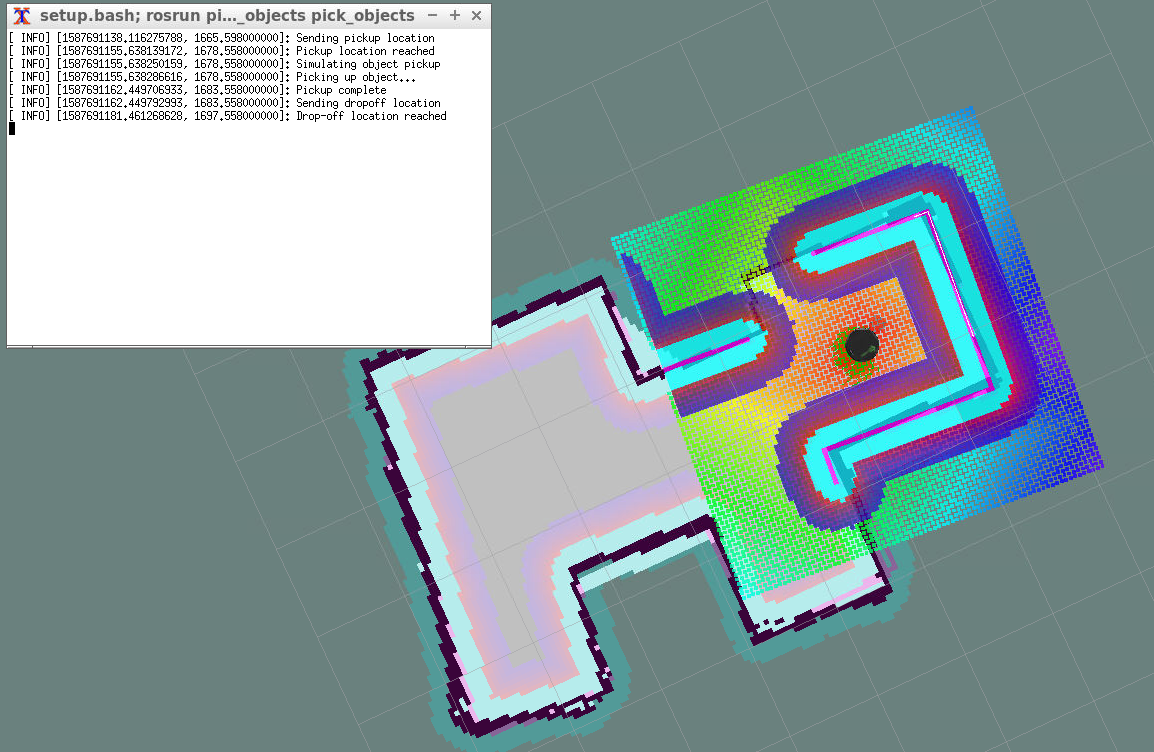 setup.bash; rosrun pi..._objects pick_objects
[ INFO] [1587691138.116275788, 1665.598000000]: Sending pickup location
[ INFO] [1587691155.638139172, 1678.558000000]: Pickup location reached
[ INFO] [1587691155.638250159, 1678.558000000]: Simulating object pickup
[ INFO] [1587691155.638286616, 1678.558000000]: Picking up object...
[ INFO] [1587691162.449706933, 1683.558000000]: Pickup complete
[ INFO] [1587691162.449792993, 1683.558000000]: Sending dropoff location
[ INFO] [1587691181.461268628, 1697.558000000]: Drop-off location reached